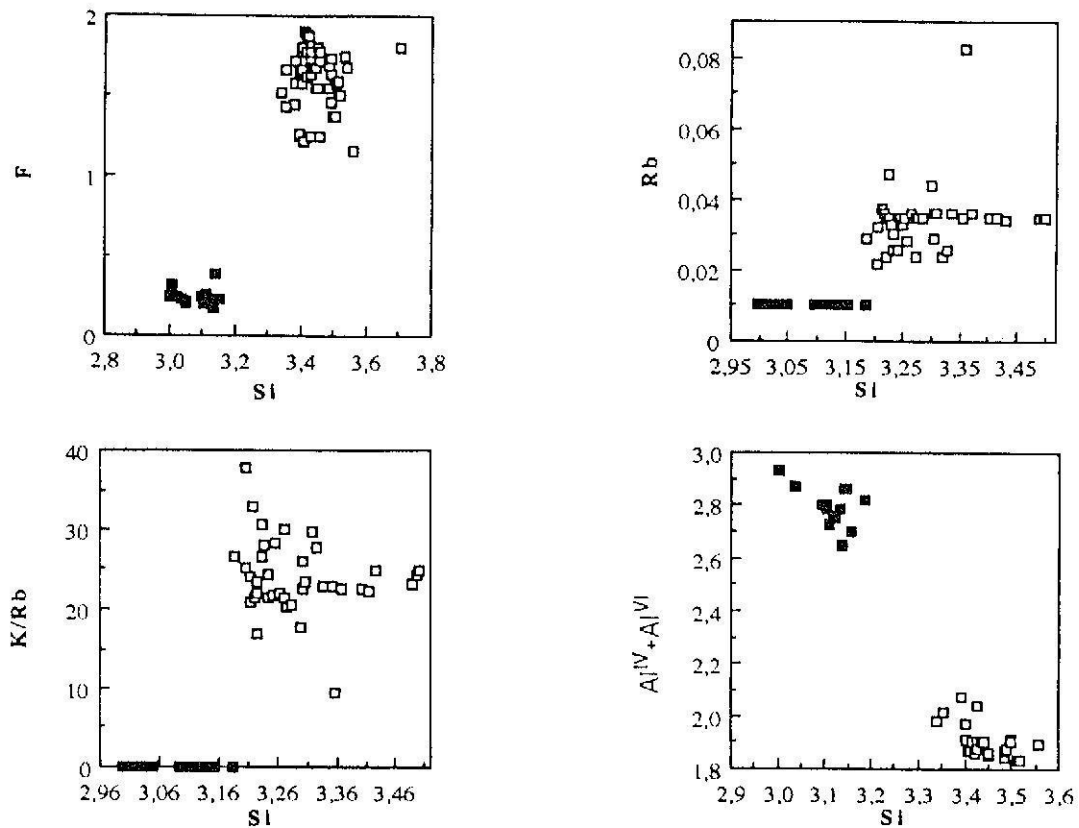 2
F
1
0
2,8 3,0 3,2 3,4 3,6 3,8
Si
0,08
0,06
Rb
0,04
0,02
0
2,95 3,05 3,15 3,25 3,35 3,45
Si
40
30
K/Rb
20
10
0
2,96 3,06 3,16 3,26 3,36 3,46
Si
3,0
2,8
2,6
Al^IV+Al^VI
2,4
2,2
2,0
1,8
2,9 3,0 3,1 3,2 3,3 3,4 3,5 3,6
Si